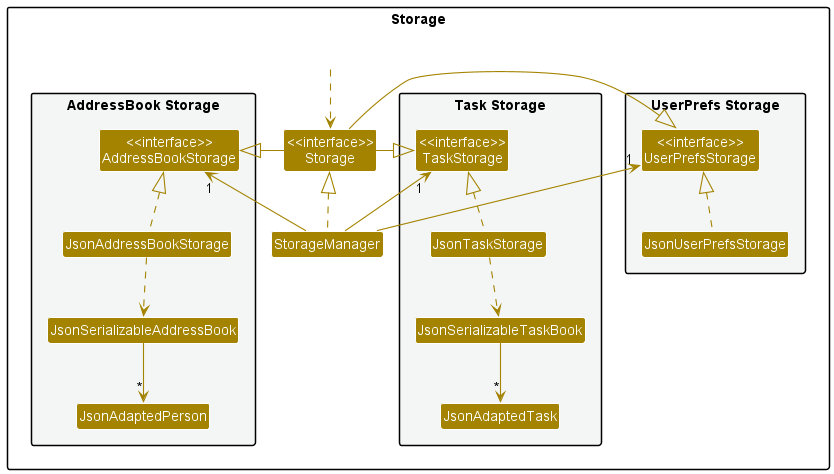 Storage
AddressBook Storage
Task Storage
UserPrefs Storage
<<interface>>
AddressBookStorage
<<interface>>
Storage
<<interface>>
TaskStorage
<<interface>>
UserPrefsStorage
1
1
1
JsonAddressBookStorage
StorageManager
JsonTaskStorage
JsonUserPrefsStorage
JsonSerializableAddressBook
JsonSerializableTaskBook
*
*
JsonAdaptedPerson
JsonAdaptedTask